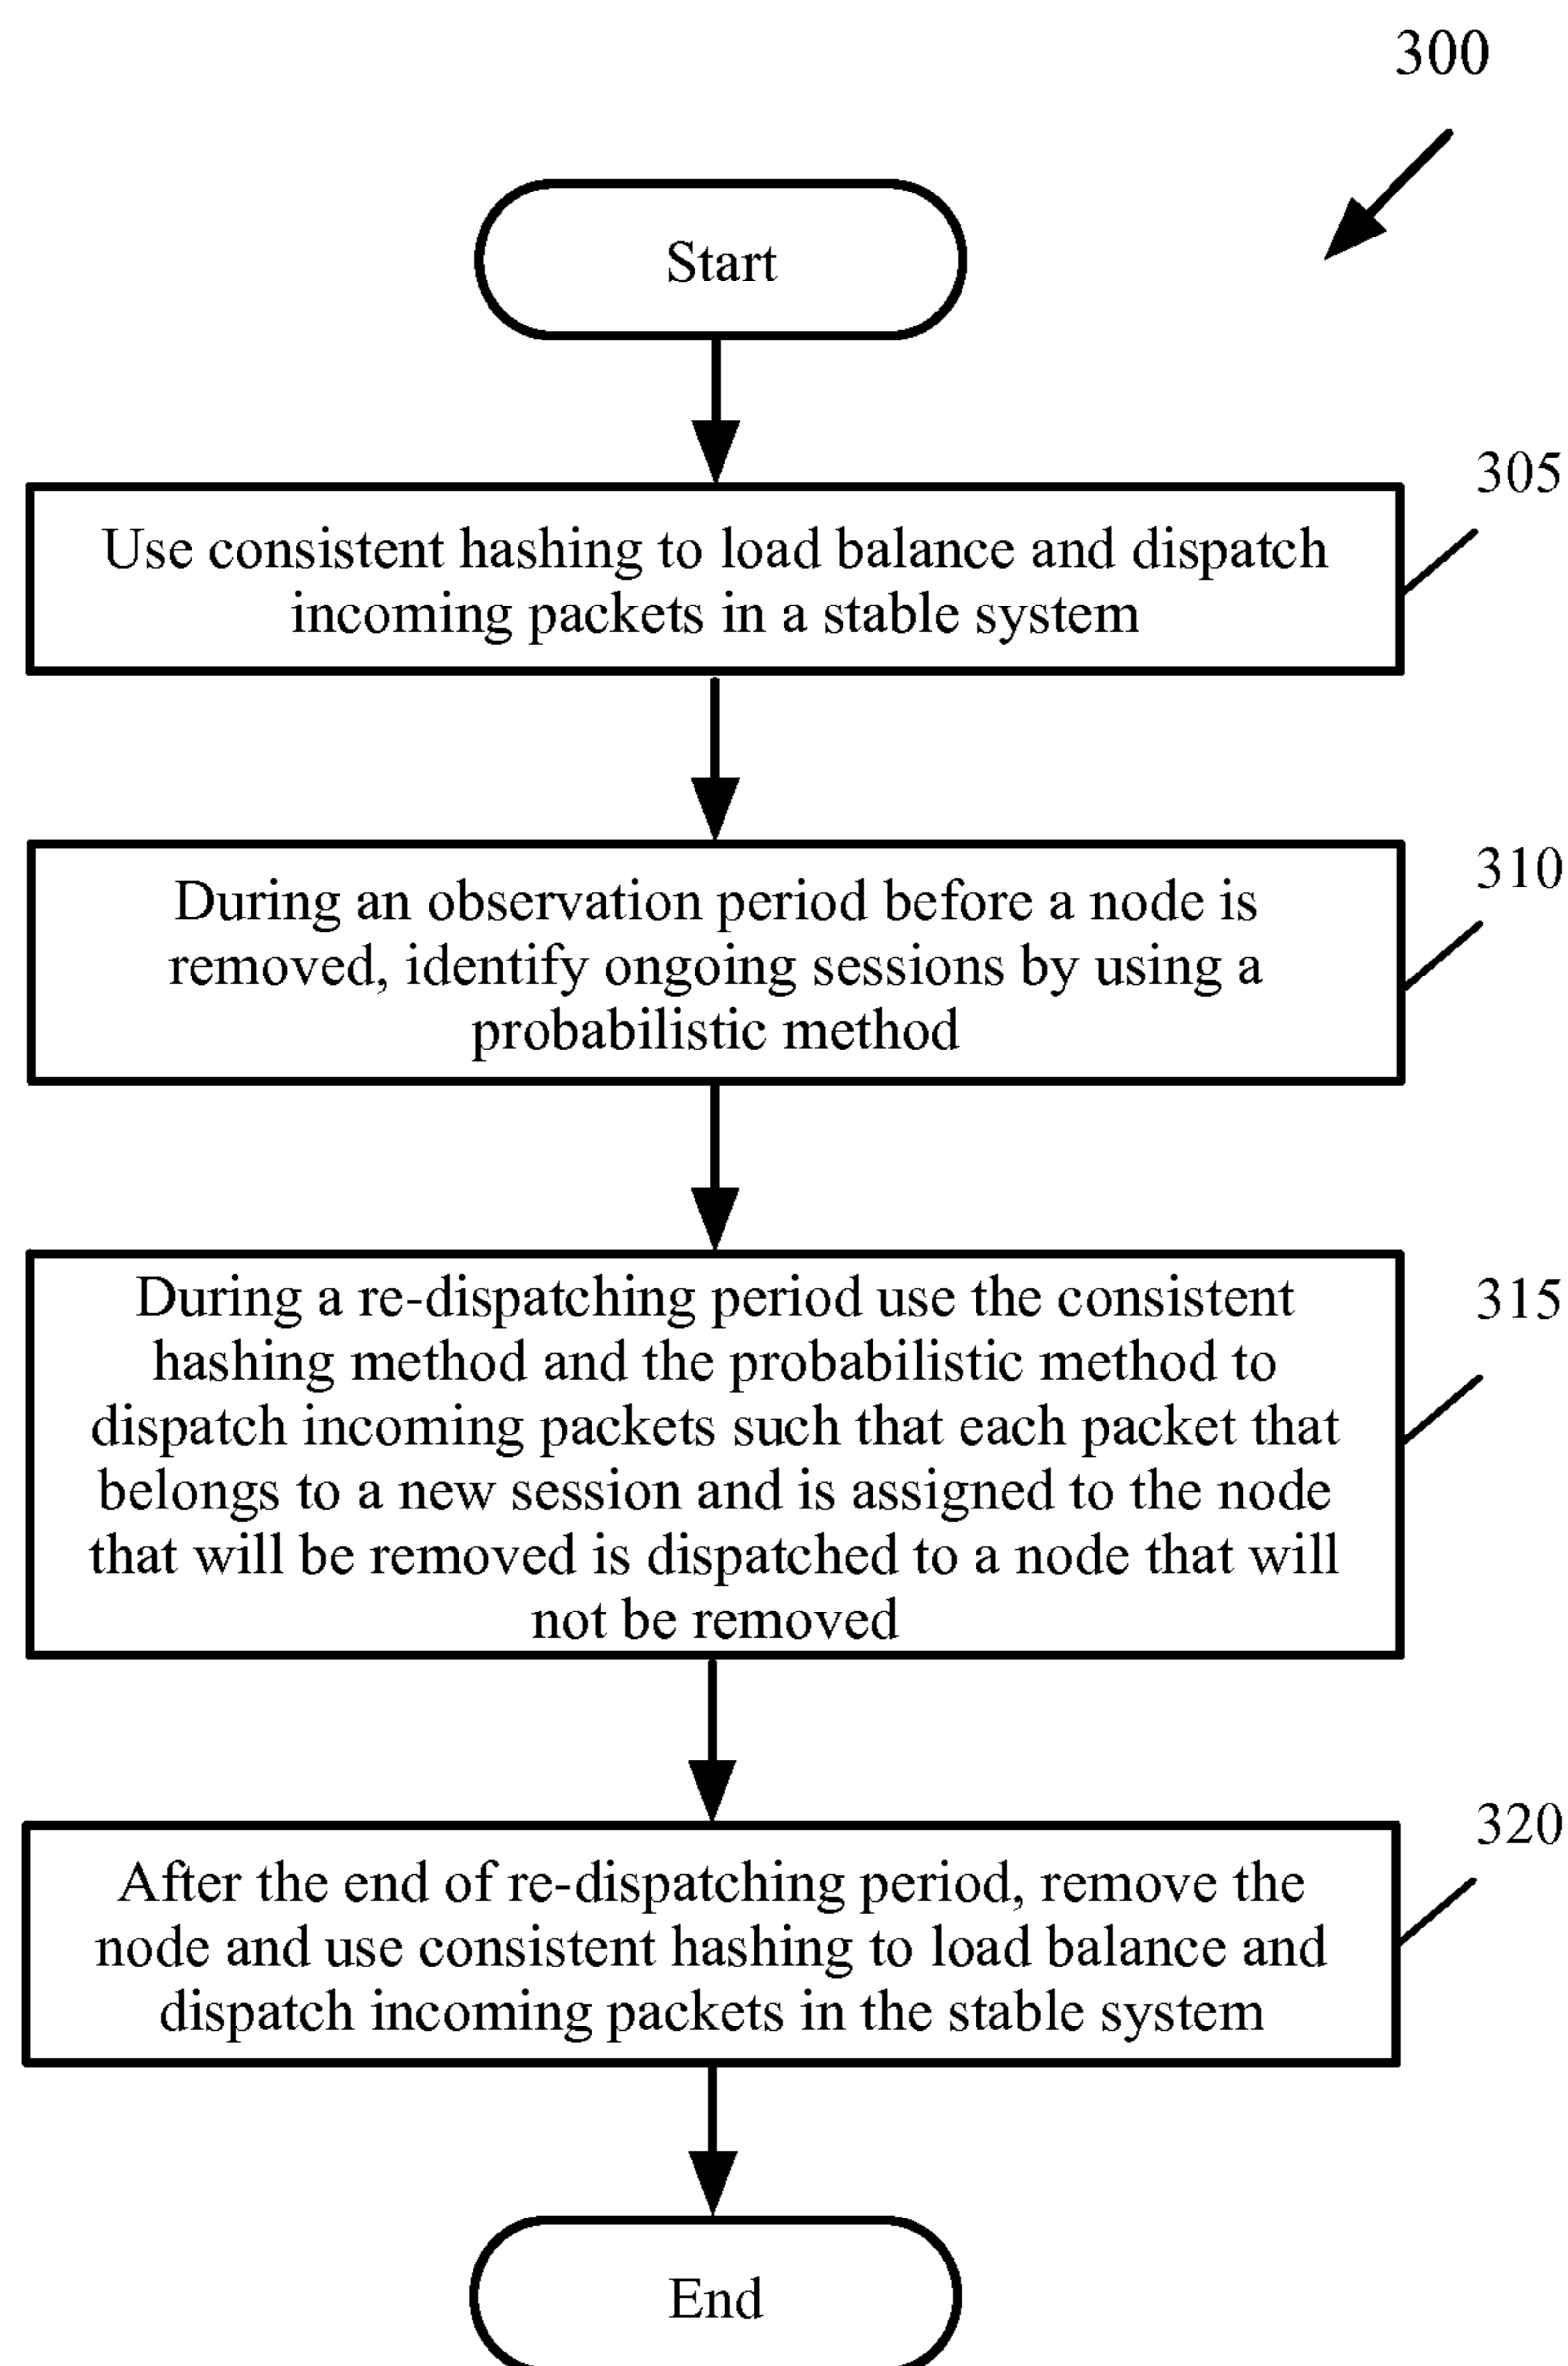 300
Start
305
Use consistent hashing to load balance and dispatch
incoming packets in a stable system
310
During an observation period before a node is
removed, identify ongoing sessions by using a
probabilistic method
315
During a re-dispatching period use the consistent
hashing method and the probabilistic method to
dispatch incoming packets such that each packet that
belongs to a new session and is assigned to the node
that will be removed is dispatched to a node that will
not be removed
320
After the end of re-dispatching period, remove the
node and use consistent hashing to load balance and
dispatch incoming packets in the stable system
End